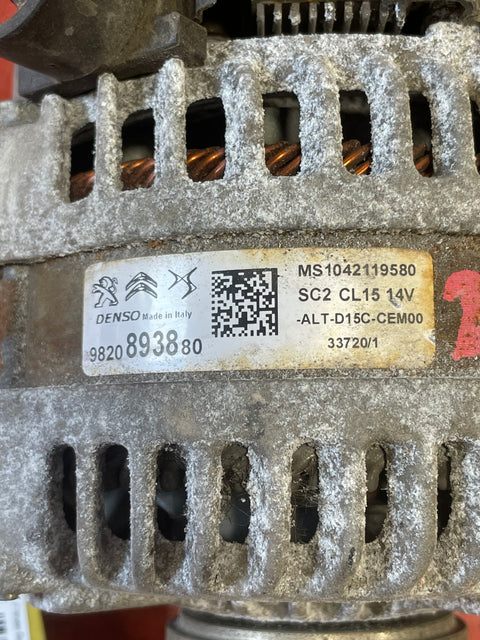 DENSO Made in Italy
9820893880
MS1042119580
SC2 CL15 14V
-ALT-D15C-CEM00
33720/1